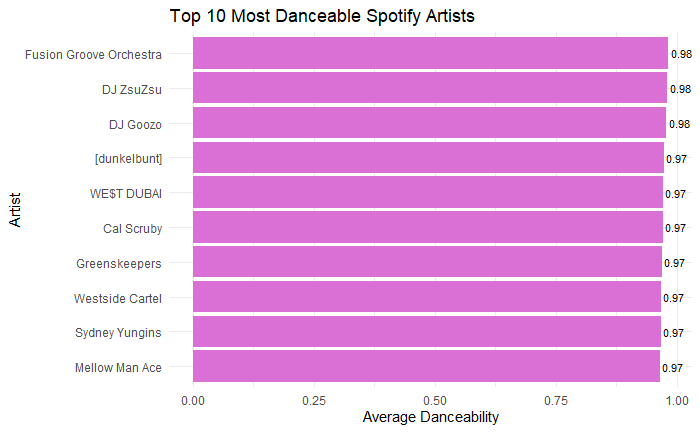 Top 10 Most Danceable Spotify Artists
Artist
Fusion Groove Orchestra 0.98
DJ ZsuZsu 0.98
DJ Goozo 0.98
[dunkelbunt] 0.97
WE$T DUBAI 0.97
Cal Scruby 0.97
Greenskeepers 0.97
Westside Cartel 0.97
Sydney Yungins 0.97
Mellow Man Ace 0.97
0.00 0.25 0.50 0.75 1.00
Average Danceability